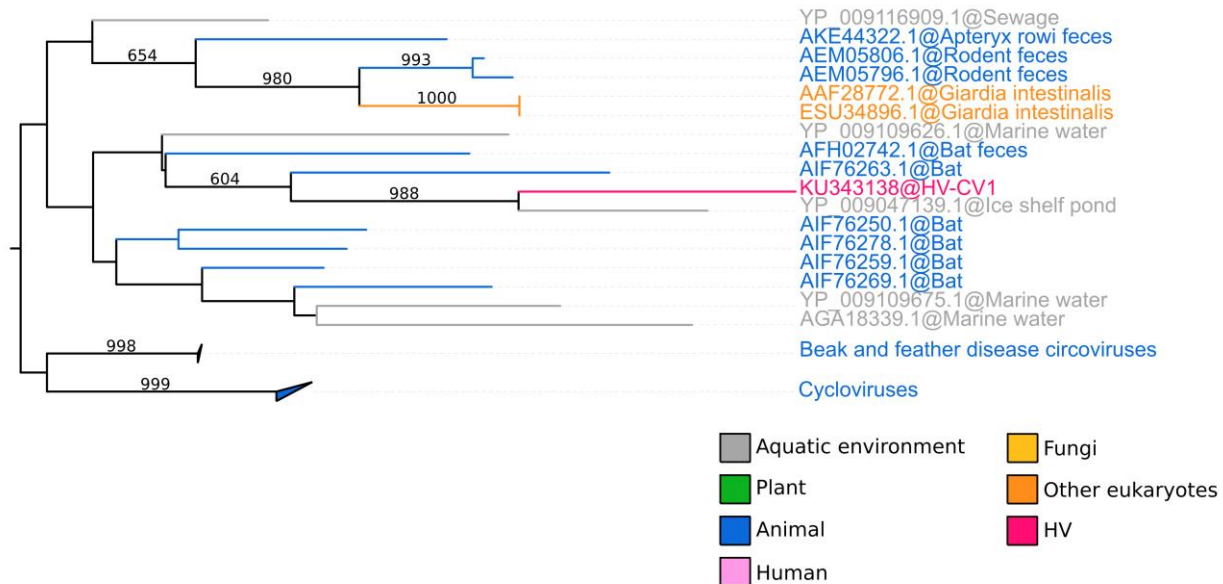 YP_009116909.1@Sewage
AKE44322.1@Apteryx rowi feces
654
993
AEM05806.1@Rodent feces
980
AEM05796.1@Rodent feces
1000
AAF28772.1@Giardia intestinalis
ESU34896.1@Giardia intestinalis
YP_009109626.1@Marine water
AFH02742.1@Bat feces
604
AIF76263.1@Bat
988
KU343138@HV-CV1
YP_009047139.1@Ice shelf pond
AIF76250.1@Bat
AIF76278.1@Bat
AIF76259.1@Bat
AIF76269.1@Bat
YP_009109675.1@Marine water
AGA18339.1@Marine water
998
Beak and feather disease circoviruses
999
Cycloviruses
Aquatic environment
Fungi
Plant
Other eukaryotes
Animal
HV
Human